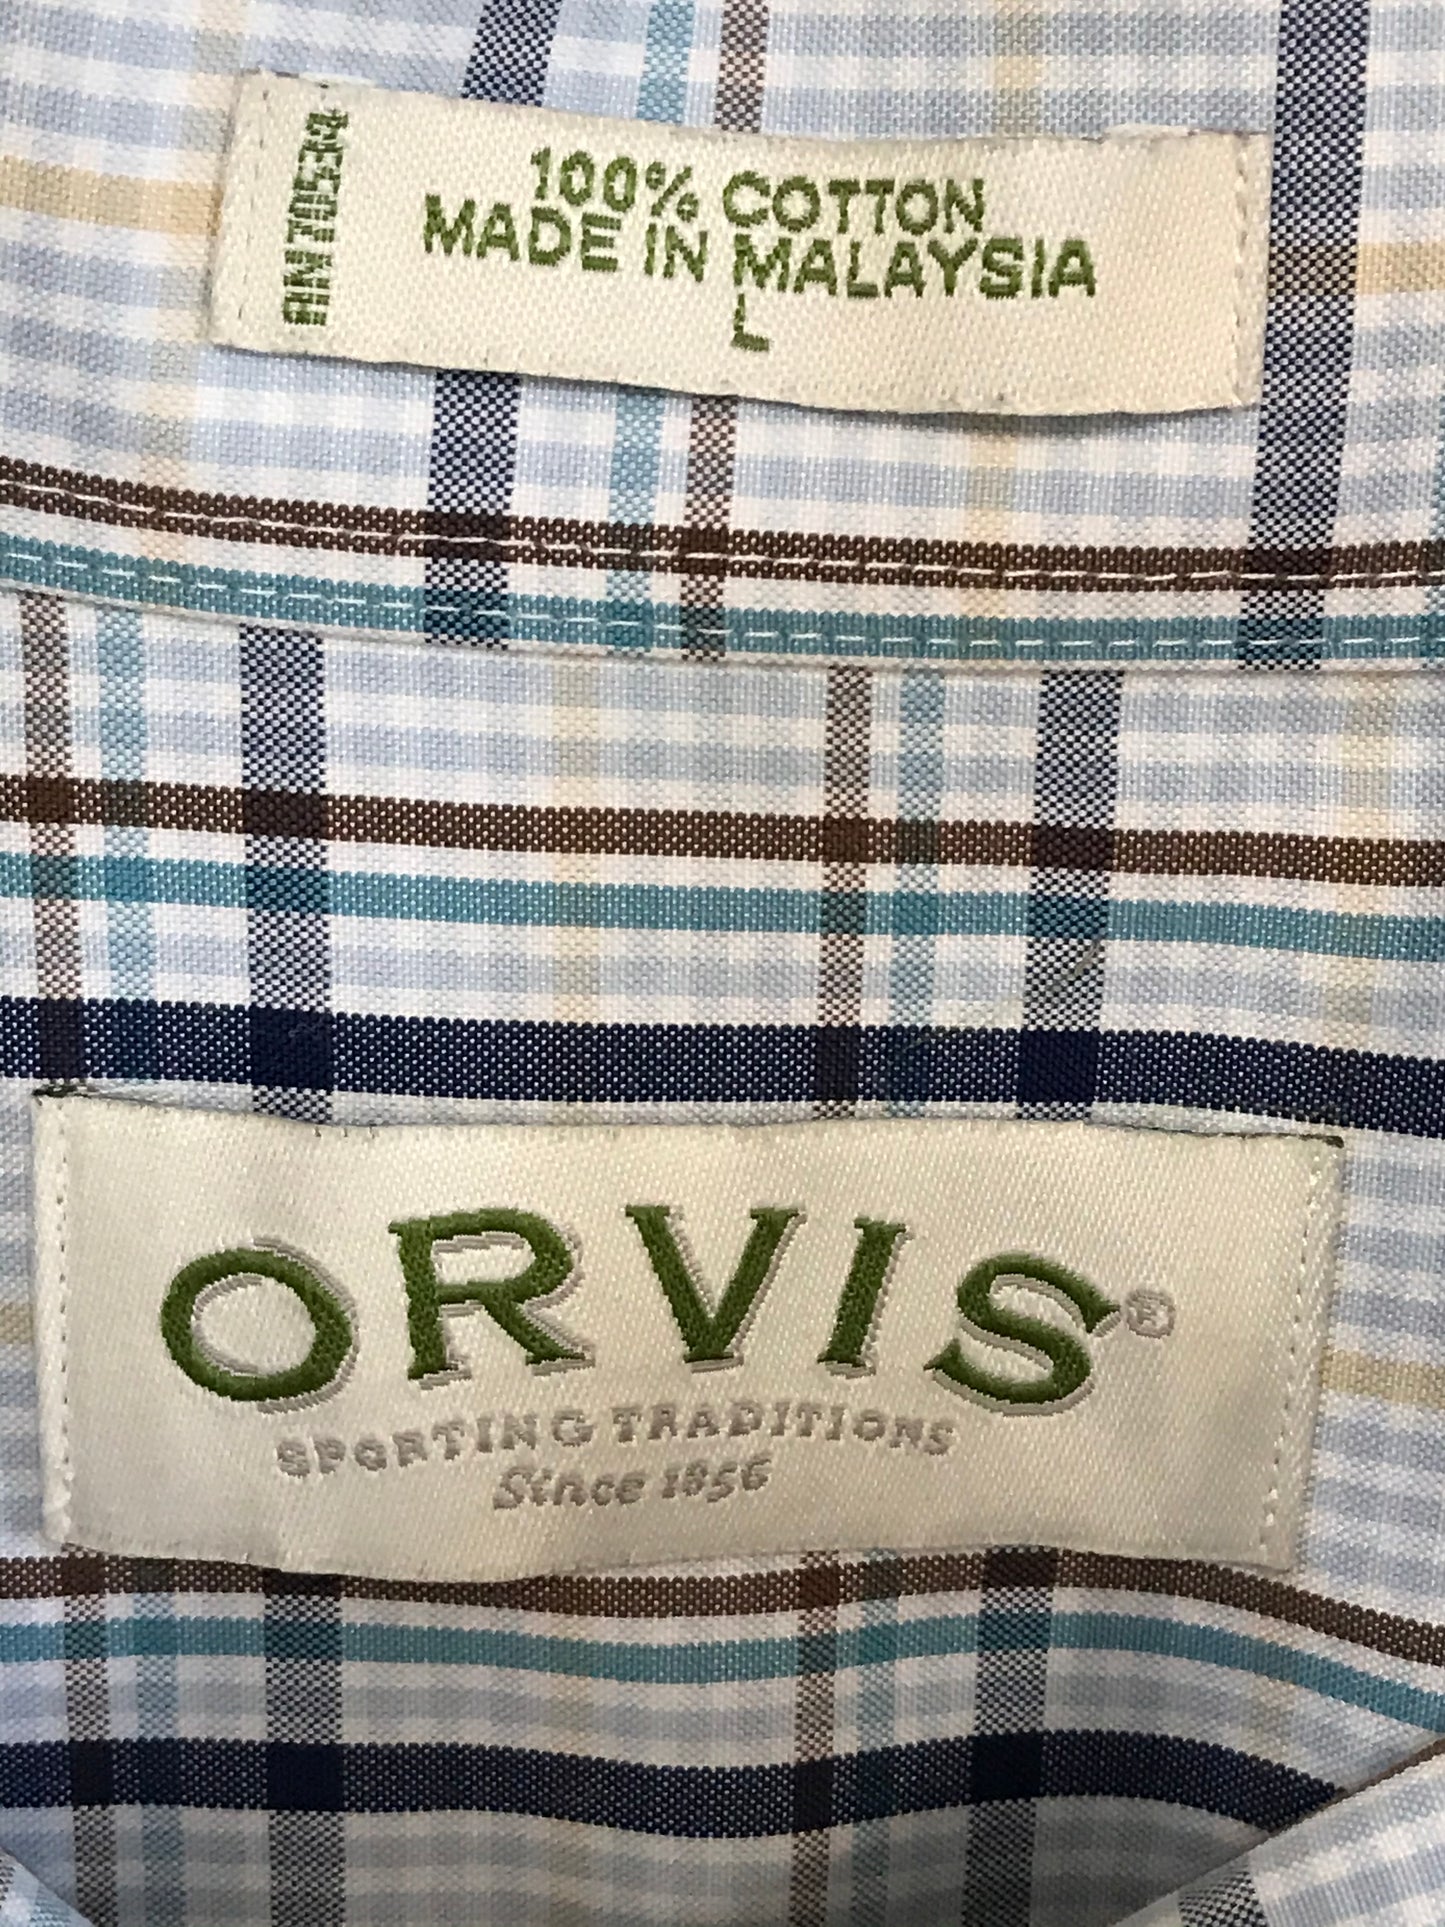 100% COTTON
MADE IN MALAYSIA
L
ORVIS®
SPORTING TRADITIONS
Since 1856